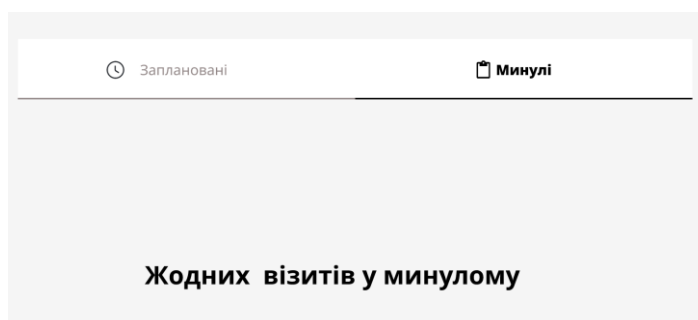 Заплановані
Минулі
Жодних візитів у минулому